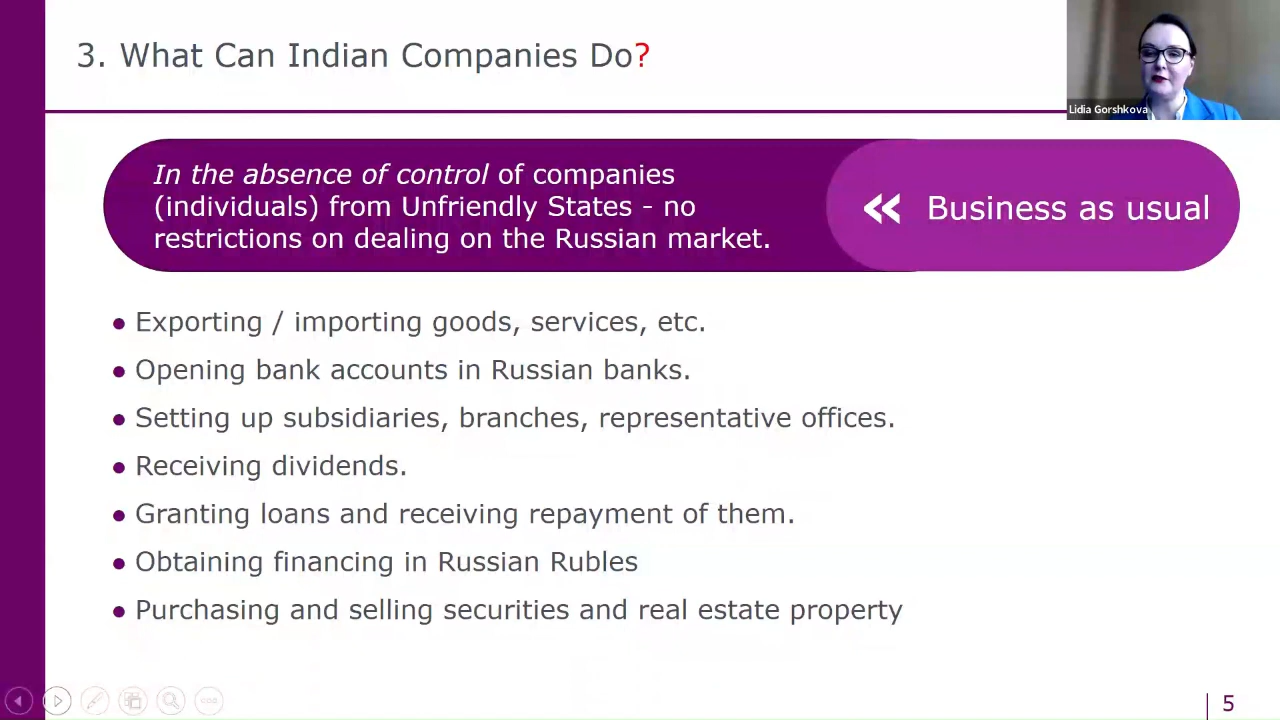 3. What Can Indian Companies Do?
Lidia Gorshkova
In the absence of control of companies
(individuals) from Unfriendly States - no
restrictions on dealing on the Russian market.
Business as usual
• Exporting / importing goods, services, etc.
• Opening bank accounts in Russian banks.
• Setting up subsidiaries, branches, representative offices.
• Receiving dividends.
• Granting loans and receiving repayment of them.
• Obtaining financing in Russian Rubles
• Purchasing and selling securities and real estate property
5